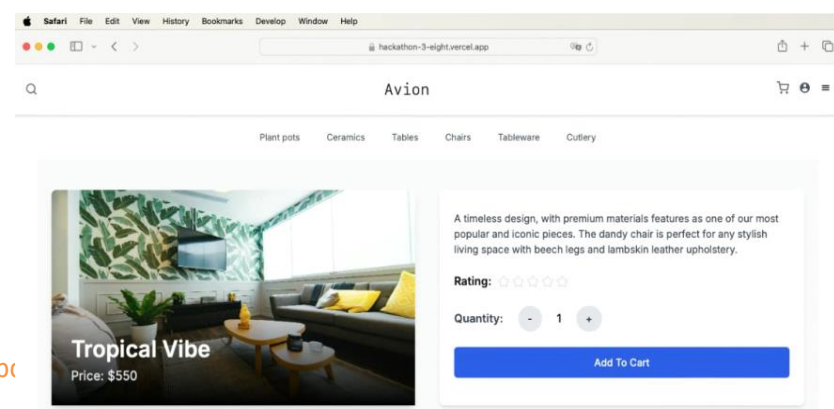 Safari File Edit View History Bookmarks Develop Window Help
hackathon-3-eight.vercel.app
Avion
Plant pots Ceramics Tables Chairs Tableware Cutlery
A timeless design, with premium materials features as one of our most
popular and iconic pieces. The dandy chair is perfect for any stylish
living space with beech legs and lambskin leather upholstery.
Rating:
Quantity: - 1 +
Tropical Vibe
Price: $550
Add To Cart